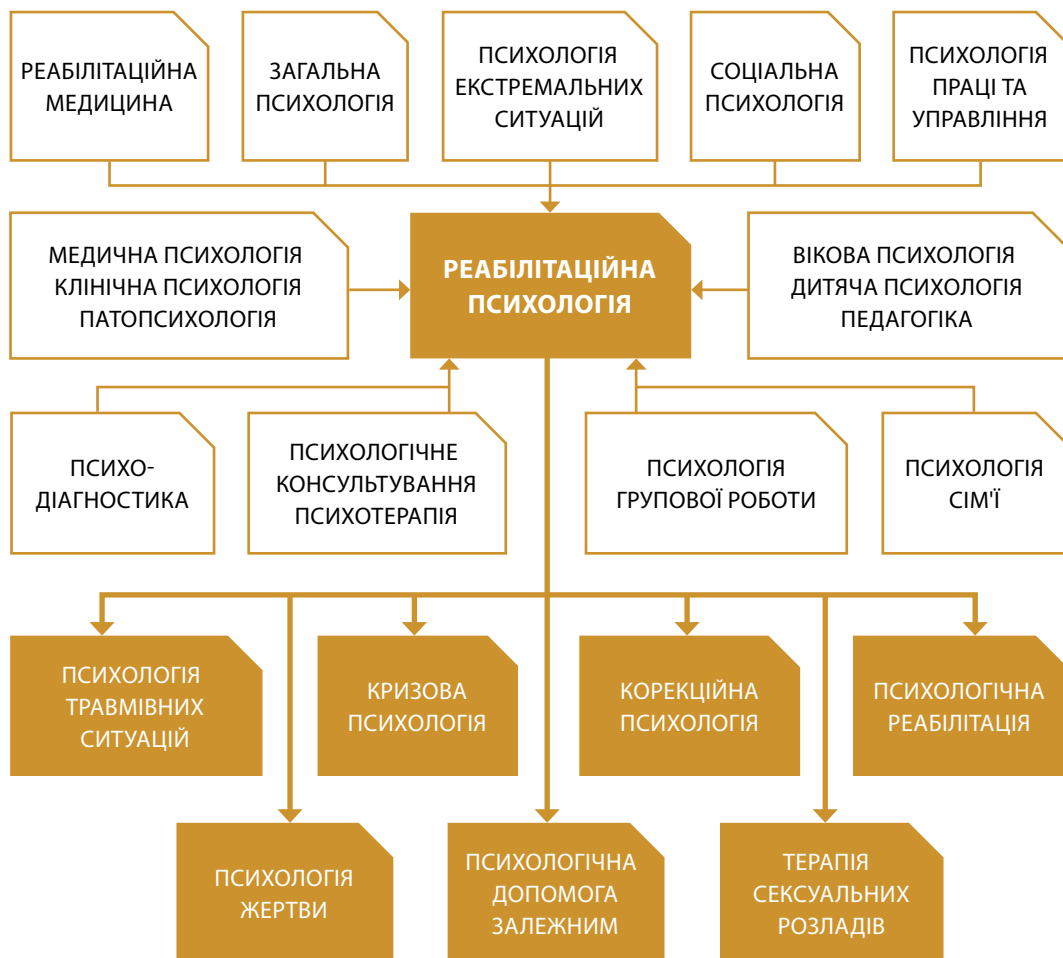 РЕАБІЛІТАЦІЙНА
МЕДИЦИНА
ЗАГАЛЬНА
ПСИХОЛОГІЯ
ПСИХОЛОГІЯ
ЕКСТРЕМАЛЬНИХ
СИТУАЦІЙ
СОЦІАЛЬНА
ПСИХОЛОГІЯ
ПСИХОЛОГІЯ
ПРАЦІ ТА
УПРАВЛІННЯ
МЕДИЧНА ПСИХОЛОГІЯ
КЛІНІЧНА ПСИХОЛОГІЯ
ПАТОПСИХОЛОГІЯ
РЕАБІЛІТАЦІЙНА
ПСИХОЛОГІЯ
ВІКОВА ПСИХОЛОГІЯ
ДИТЯЧА ПСИХОЛОГІЯ
ПЕДАГОГІКА
ПСИХО-
ДІАГНОСТИКА
ПСИХОЛОГІЧНЕ
КОНСУЛЬТУВАННЯ
ПСИХОТЕРАПІЯ
ПСИХОЛОГІЯ
ГРУПОВОЇ РОБОТИ
ПСИХОЛОГІЯ
СІМ'Ї
ПСИХОЛОГІЯ
ТРАВМІВНИХ
СИТУАЦІЙ
КРИЗОВА
ПСИХОЛОГІЯ
КОРЕКЦІЙНА
ПСИХОЛОГІЯ
ПСИХОЛОГІЧНА
РЕАБІЛІТАЦІЯ
ПСИХОЛОГІЯ
ЖЕРТВИ
ПСИХОЛОГІЧНА
ДОПОМОГА
ЗАЛЕЖНИМ
ТЕРАПІЯ
СЕКСУАЛЬНИХ
РОЗЛАДІВ